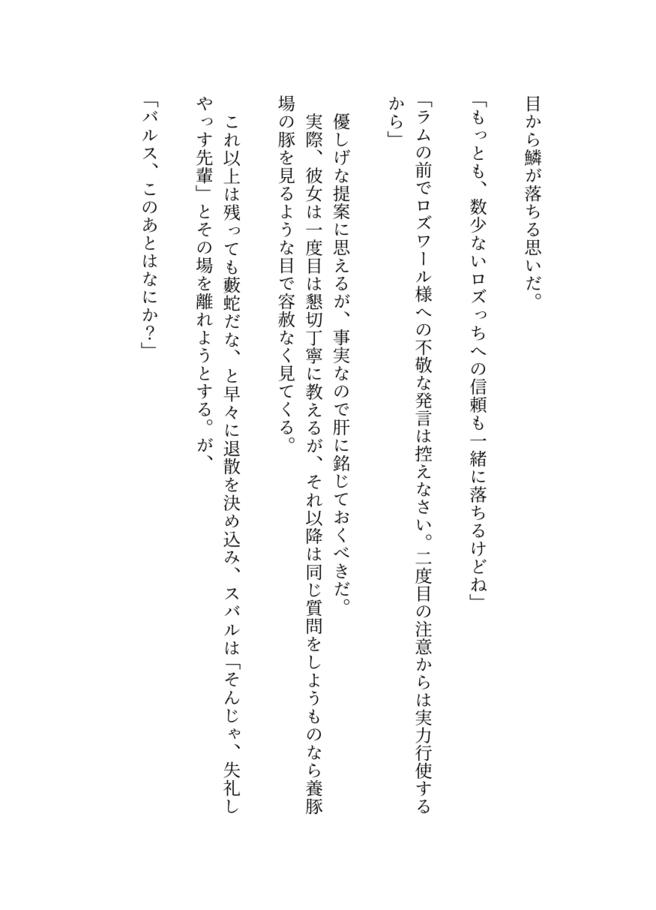 目から鱗が落ちる思いだ。
「もっとも、数少ないロズっちへの信頼も一緒に落ちるけどね」
「ラムの前でロズワール様への不敬な発言は控えなさい。二度目の注意からは実力行使する
から」
　優しげな提案に思えるが、事実なので肝に銘じておくべきだ。
　実際、彼女は一度目は懇切丁寧に教えるが、それ以降は同じ質問をしようものなら養豚
場の豚を見るような目で容赦なく見てくる。
　これ以上は残っても藪蛇だな、と早々に退散を決め込み、スバルは「そんじゃ、失礼し
やっす先輩」とその場を離れようとする。が、
「バルス、このあとはなにか？」